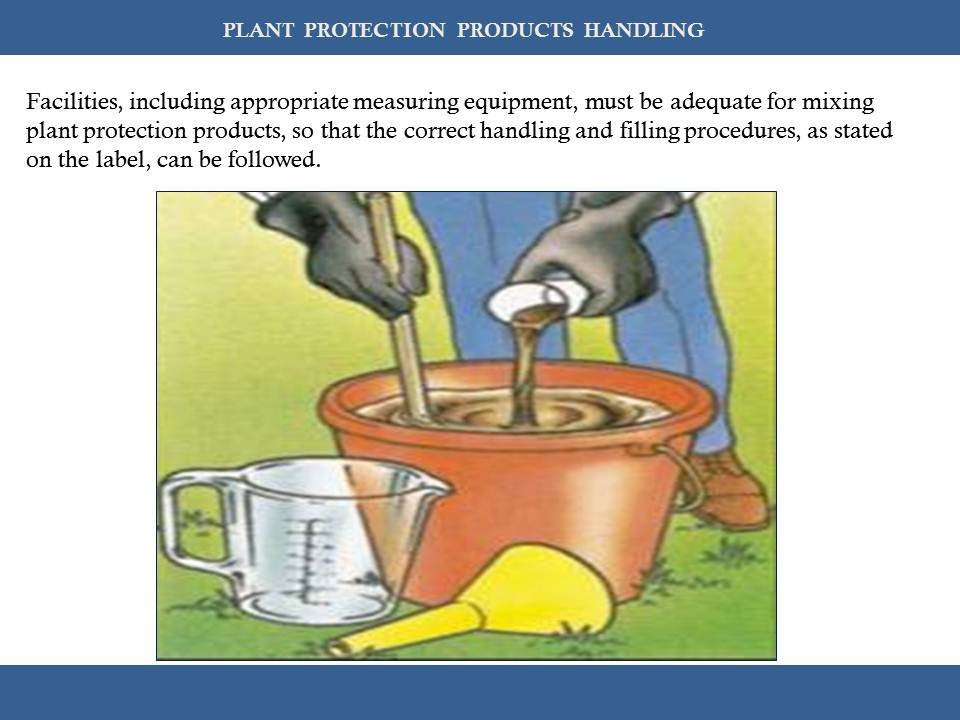 PLANT PROTECTION PRODUCTS HANDLING
Facilities, including appropriate measuring equipment, must be adequate for mixing
plant protection products, so that the correct handling and filling procedures, as stated
on the label, can be followed.